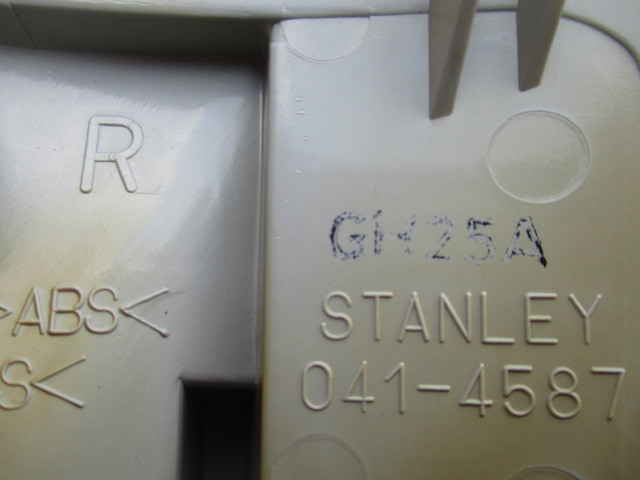 R
GH25A
>ABS<
STANLEY
S<
041-4587